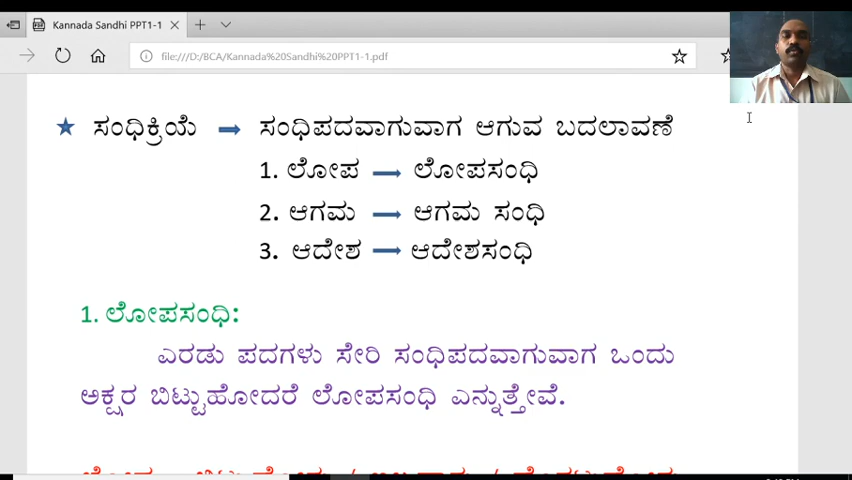 Kannada Sandhi PPT1-1
file:///D:/BCA/Kannada%20Sandhi%20PPT1-1.pdf
ಸಂಧಿಕ್ರಿಯೆ → ಸಂಧಿಪದವಾಗುವಾಗ ಆಗುವ ಬದಲಾವಣೆ
1. ಲೋಪ → ಲೋಪಸಂಧಿ
2. ಆಗಮ → ಆಗಮ ಸಂಧಿ
3. ಆದೇಶ → ಆದೇಶಸಂಧಿ
1. ಲೋಪಸಂಧಿ:
ಎರಡು ಪದಗಳು ಸೇರಿ ಸಂಧಿಪದವಾಗುವಾಗ ಒಂದು
ಅಕ್ಷರ ಬಿಟ್ಟುಹೋದರೆ ಲೋಪಸಂಧಿ ಎನ್ನುತ್ತೇವೆ.